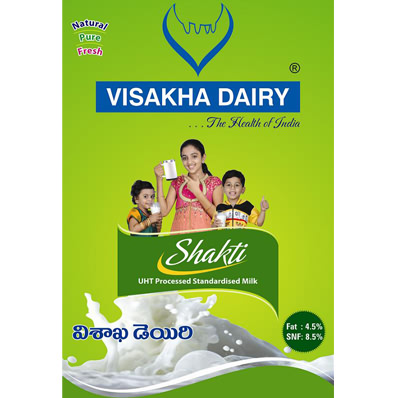 Natural
Pure
Fresh
®
VISAKHA DAIRY
...The Health of India
Shakti
UHT Processed Standardised Milk
విశాఖ డెయిరి
Fat : 4.5%
SNF: 8.5%